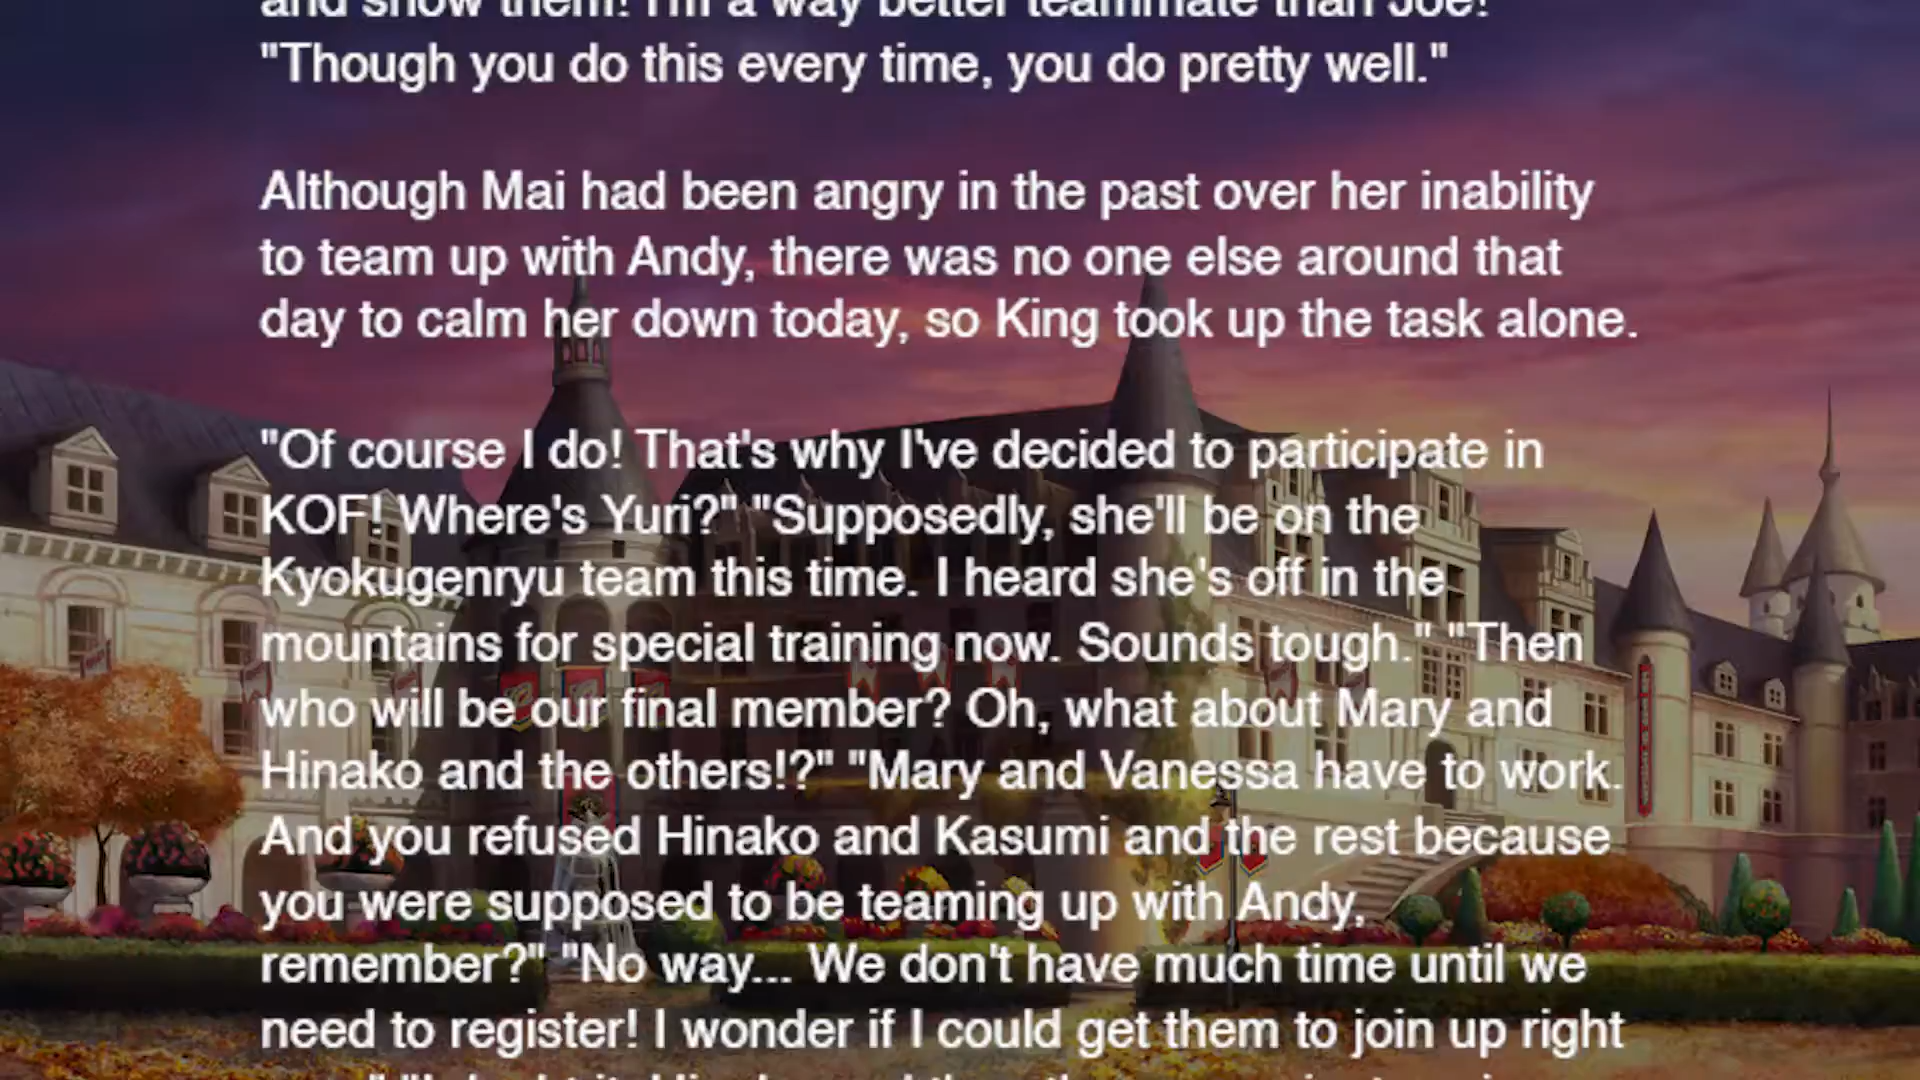 and show them! I'm a way better teammate than Joe!
"Though you do this every time, you do pretty well."
Although Mai had been angry in the past over her inability
to team up with Andy, there was no one else around that
day to calm her down today, so King took up the task alone.
"Of course I do! That's why I've decided to participate in
KOF! Where's Yuri?" "Supposedly, she'll be on the
Kyokugenryu team this time. I heard she's off in the
mountains for special training now. Sounds tough." "Then
who will be our final member? Oh, what about Mary and
Hinako and the others!?" "Mary and Vanessa have to work.
And you refused Hinako and Kasumi and the rest because
you were supposed to be teaming up with Andy,
remember?" "No way... We don't have much time until we
need to register! I wonder if I could get them to join up right